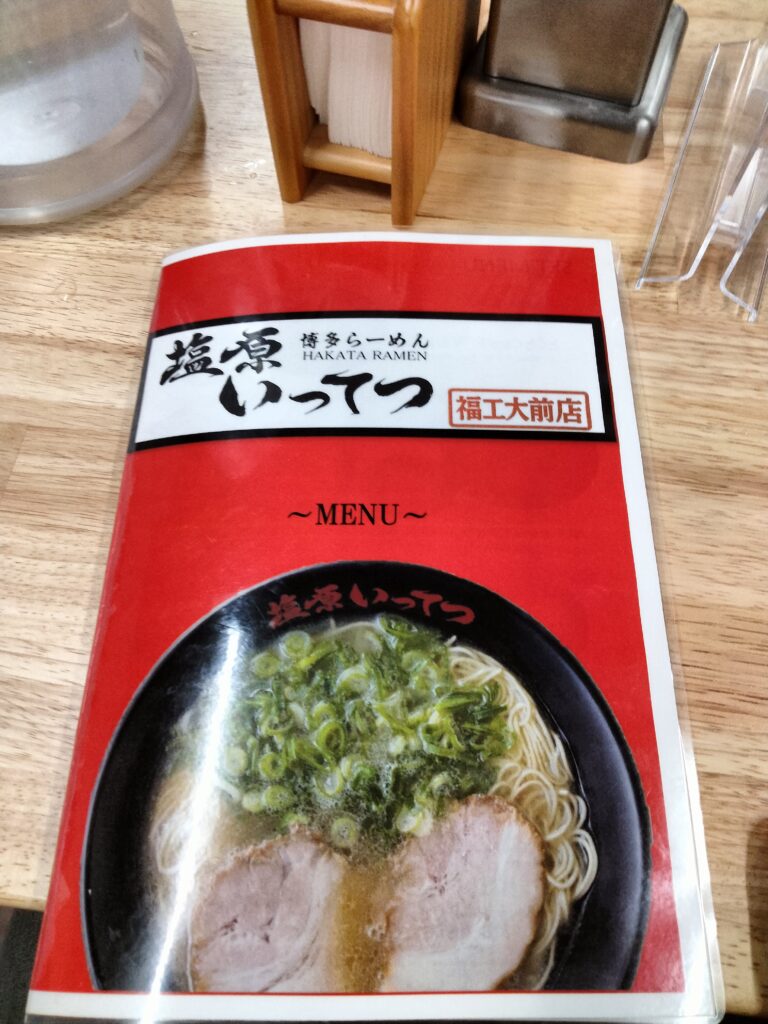 博多らーめん
HAKATA RAMEN
塩原
いってつ
福工大前店
～MENU～
塩原いってつ